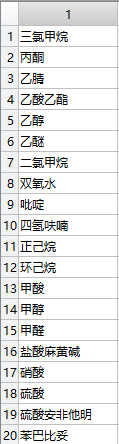 1
1 三氯甲烷
2 丙酮
3 乙腈
4 乙酸乙酯
5 乙醇
6 乙醚
7 二氯甲烷
8 双氧水
9 吡啶
10 四氢呋喃
11 正己烷
12 环己烷
13 甲酸
14 甲醇
15 甲醛
16 盐酸麻黄碱
17 硝酸
18 硫酸
19 硫酸安非他明
20 苯巴比妥